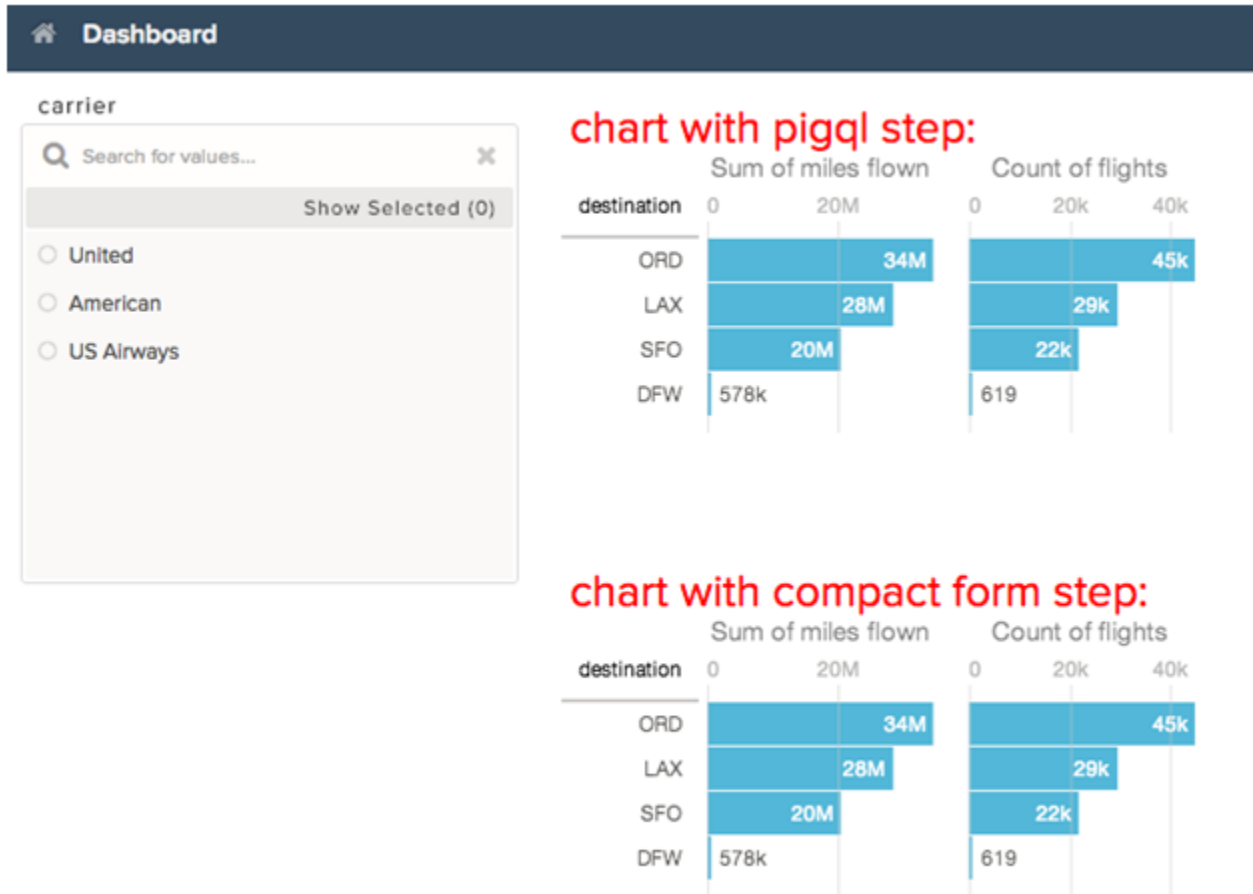 Dashboard
carrier
Search for values...
Show Selected (0)
United
American
US Airways
chart with pigql step:
Sum of miles flown Count of flights
destination 0 20M 0 20k 40k
ORD 34M 45k
LAX 28M 29k
SFO 20M 22k
DFW 578k 619
chart with compact form step:
Sum of miles flown Count of flights
destination 0 20M 0 20k 40k
ORD 34M 45k
LAX 28M 29k
SFO 20M 22k
DFW 578k 619